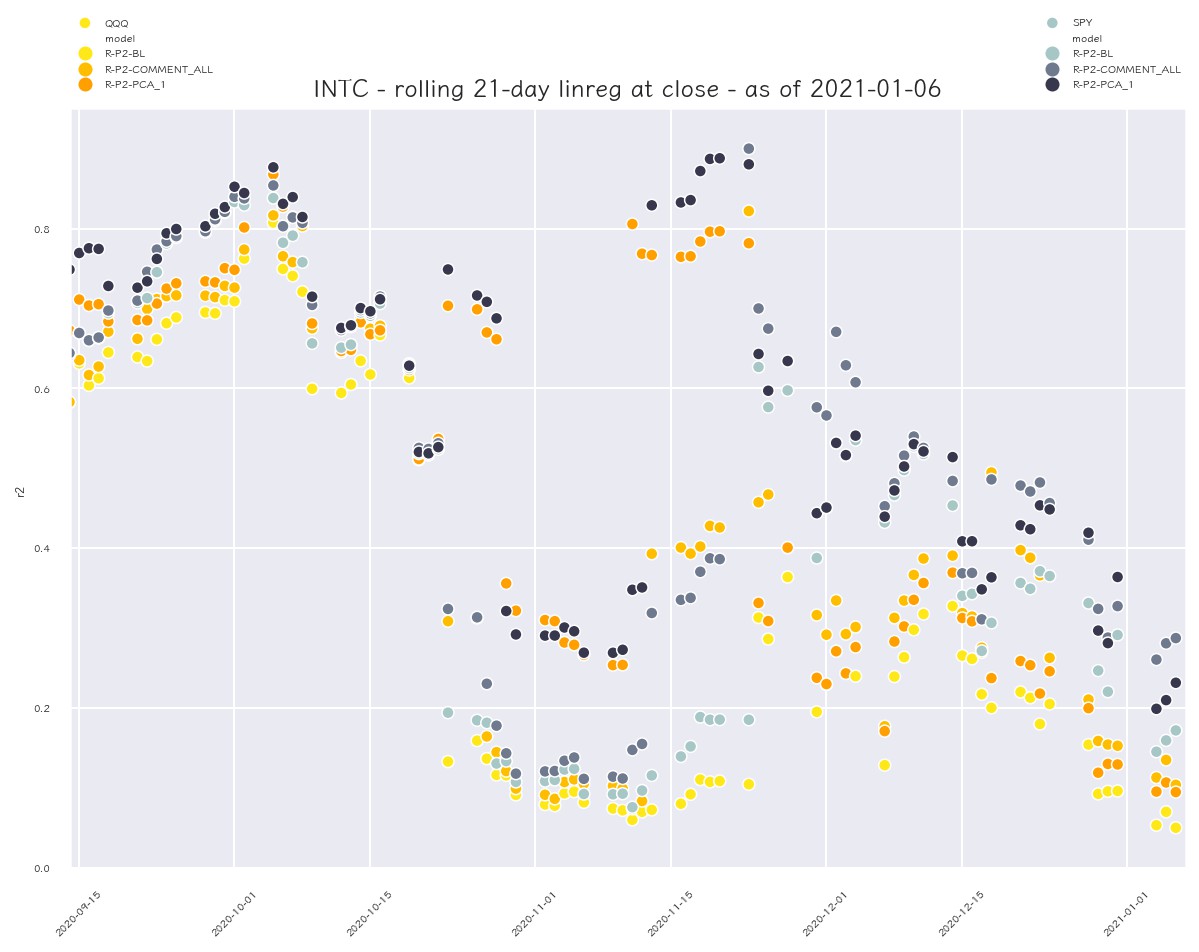 QQQ
model
R-P2-BL
R-P2-COMMENT_ALL
R-P2-PCA_1
SPY
model
R-P2-BL
R-P2-COMMENT_ALL
R-P2-PCA_1
INTC - rolling 21-day linreg at close - as of 2021-01-06
r2
0.8
0.6
0.4
0.2
0.0
2020-09-15
2020-10-01
2020-10-15
2020-11-01
2020-11-15
2020-12-01
2020-12-15
2021-01-01